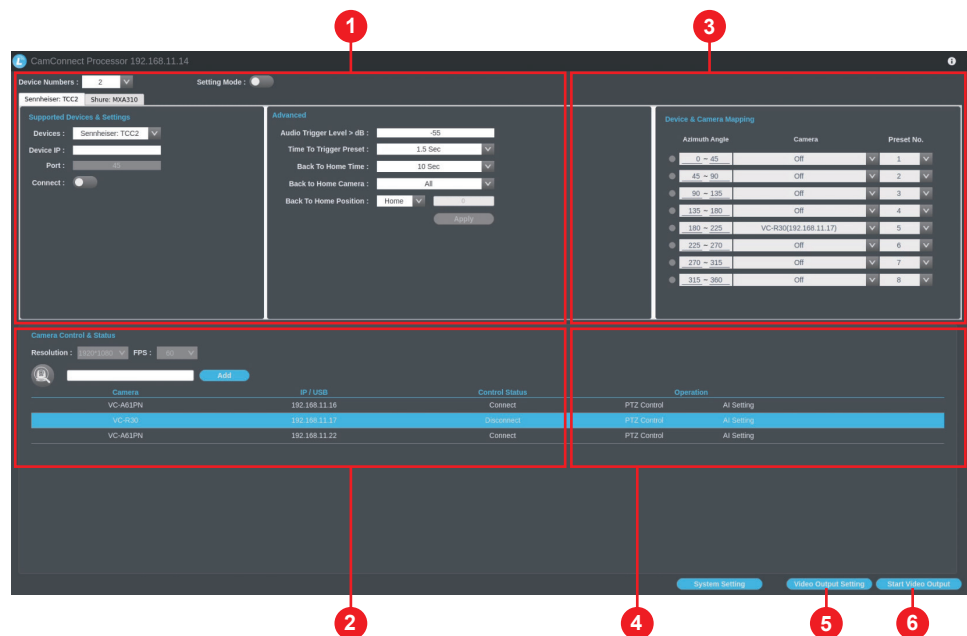 1 3
CamConnect Processor 192.168.11.14
Device Numbers : 2 Setting Mode :
Sennheiser: TCC2 Shure: MXA310
Supported Devices & Settings
Devices : Sennheiser: TCC2
Device IP :
Port : 45
Connect :
Advanced
Audio Trigger Level > dB : -55
Time To Trigger Preset : 1.5 Sec
Back To Home Time : 10 Sec
Back to Home Camera : All
Back To Home Position : Home 0
Apply
Device & Camera Mapping
Azimuth Angle Camera Preset No.
0 ~ 45 Off 1
45 ~ 90 Off 2
90 ~ 135 Off 3
135 ~ 180 Off 4
180 ~ 225 VC-R30(192.168.11.17) 5
225 ~ 270 Off 6
270 ~ 315 Off 7
315 ~ 360 Off 8
Camera Control & Status
Resolution : 1920*1080 FPS : 60
Add
Camera IP / USB Control Status Operation
VC-A61PN 192.168.11.16 Connect PTZ Control AI Setting
VC-R30 192.168.11.17 Disconnect PTZ Control AI Setting
VC-A61PN 192.168.11.22 Connect PTZ Control AI Setting
System Setting Video Output Setting Start Video Output
2 4 5 6